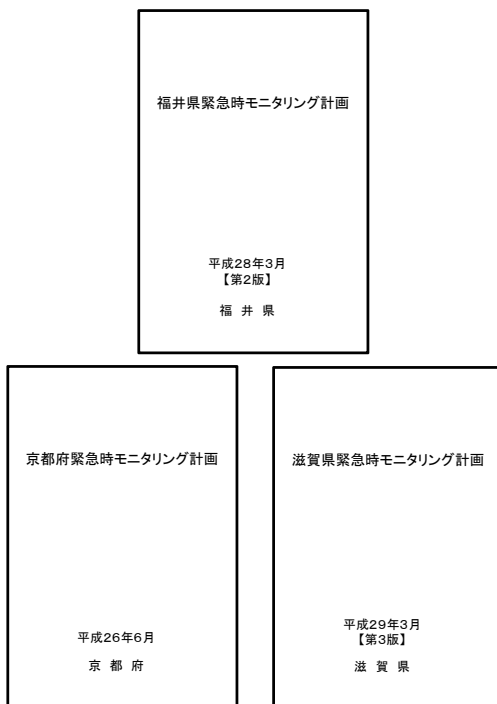 福井県緊急時モニタリング計画
平成28年3月
【第2版】
福 井 県
京都府緊急時モニタリング計画
平成26年6月
京 都 府
滋賀県緊急時モニタリング計画
平成29年3月
【第3版】
滋 賀 県